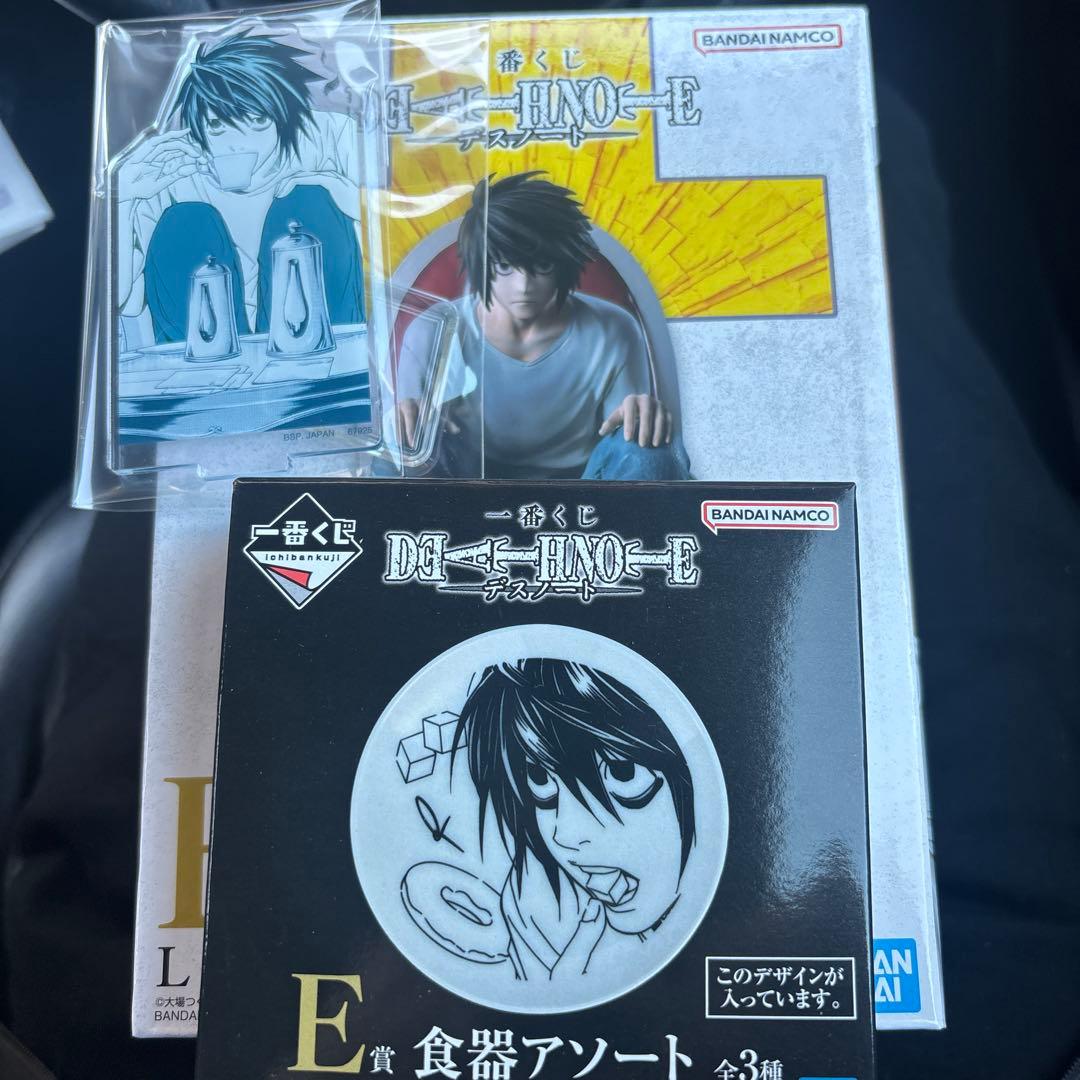 BANDAI NAMCO
一番くじ
DEATH NOTE
デスノート
BSP, JAPAN 67925
一番くじ
ichibankuji
一番くじ
DEATH NOTE
デスノート
BANDAI NAMCO
このデザインが
入っています。
E賞 食器アソート 全3種
L
©大場つ
BANDAI